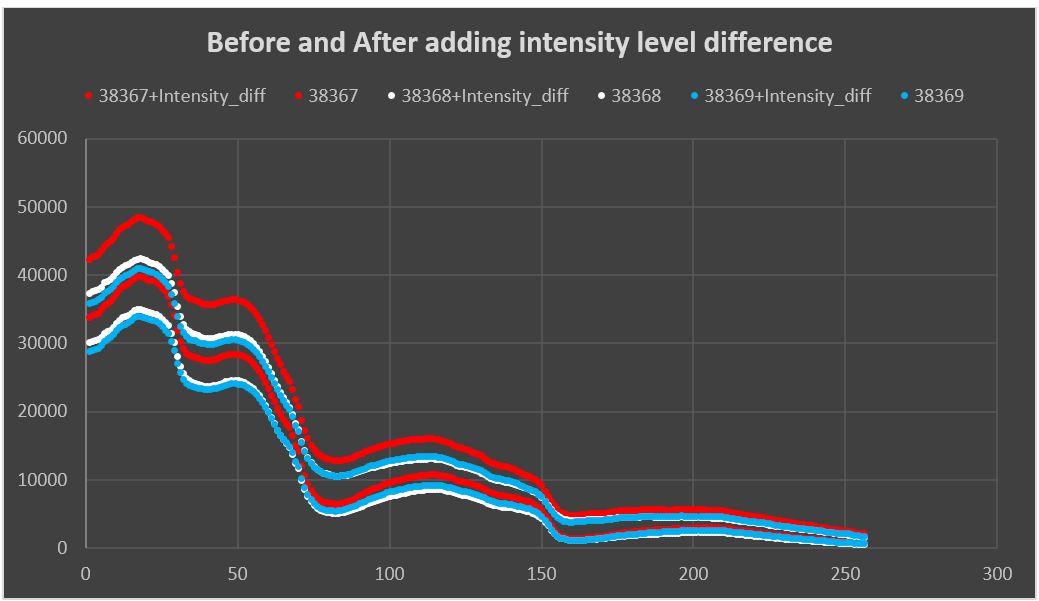 Before and After adding intensity level difference
38367+Intensity_diff 38367 38368+Intensity_diff 38368 38369+Intensity_diff 38369
60000
50000
40000
30000
20000
10000
0
0 50 100 150 200 250 300